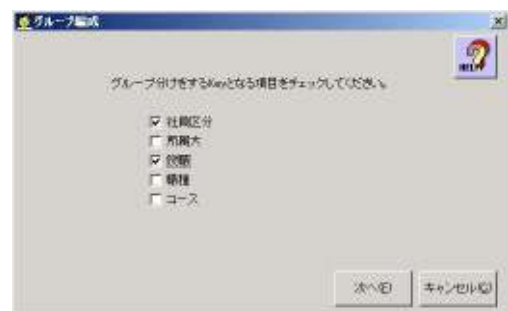 グループ編成
HELP
グループ分けをするKeyとなる項目をチェックしてください。
社員区分
所属大
役職
職種
コース
次へ(E)
キャンセル(C)